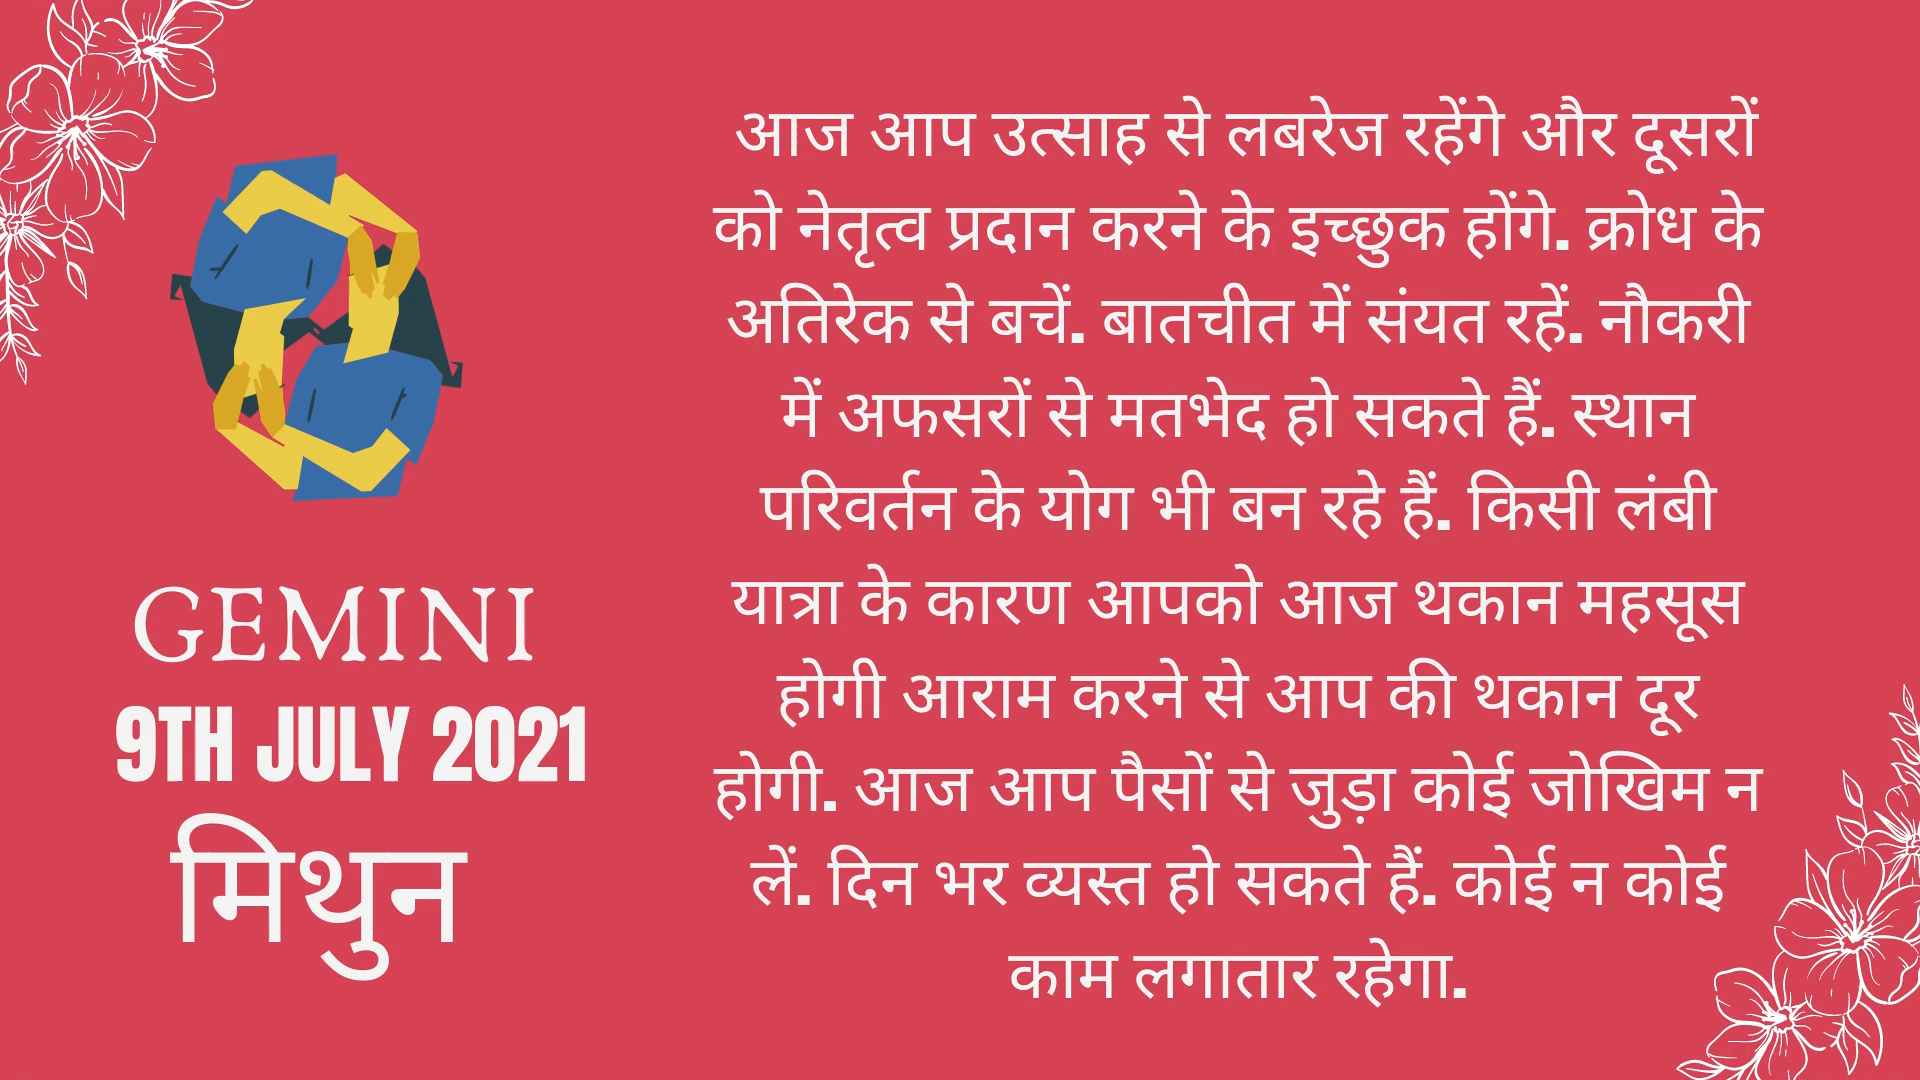 GEMINI
9TH JULY 2021
मिथुन
आज आप उत्साह से लबरेज रहेंगे और दूसरों
को नेतृत्व प्रदान करने के इच्छुक होंगे. क्रोध के
अतिरेक से बचें. बातचीत में संयत रहें. नौकरी
में अफसरों से मतभेद हो सकते हैं. स्थान
परिवर्तन के योग भी बन रहे हैं. किसी लंबी
यात्रा के कारण आपको आज थकान महसूस
होगी आराम करने से आप की थकान दूर
होगी. आज आप पैसों से जुड़ा कोई जोखिम न
लें. दिन भर व्यस्त हो सकते हैं. कोई न कोई
काम लगातार रहेगा.